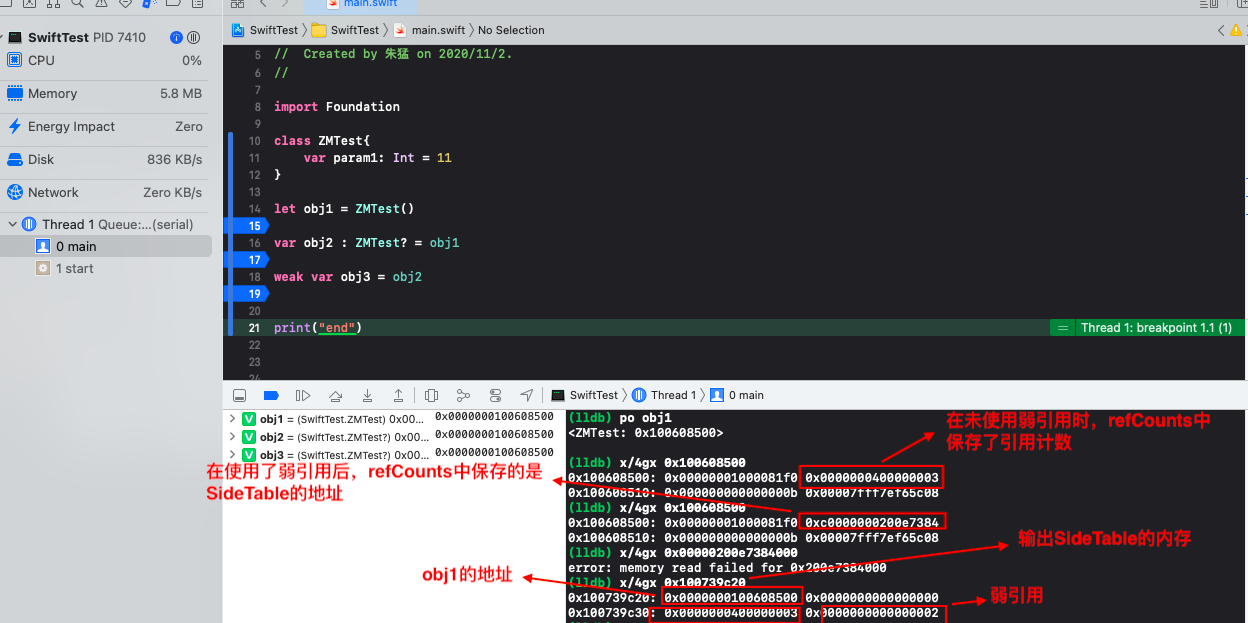 main.swift
SwiftTest PID 7410
SwiftTest
SwiftTest
main.swift
No Selection
CPU 0%
Memory 5.8 MB
Energy Impact Zero
Disk 836 KB/s
Network Zero KB/s
Thread 1 Queue:...(serial)
0 main
1 start
5 //  Created by 朱猛 on 2020/11/2.
6 //
7
8 import Foundation
9
10 class ZMTest{
11     var param1: Int = 11
12 }
13
14 let obj1 = ZMTest()
15
16 var obj2 : ZMTest? = obj1
17
18 weak var obj3 = obj2
19
20
21 print("end")
= Thread 1: breakpoint 1.1 (1)
22
23
24
SwiftTest
Thread 1
0 main
V obj1 = (SwiftTest.ZMTest) 0x00... 0x0000000100608500
V obj2 = (SwiftTest.ZMTest?) 0x00... 0x0000000100608500
V obj3 = (SwiftTest.ZMTest?) 0x00... 0x0000000100608500
(lldb) po obj1
<ZMTest: 0x100608500>
(lldb) x/4gx 0x100608500
0x100608500: 0x00000001000081f0 0x0000000400000003
0x100608510: 0x000000000000000b 0x00007fff7ef65c08
(lldb) x/4gx 0x100608500
0x100608500: 0x00000001000081f0 0xc0000000200e7384
0x100608510: 0x000000000000000b 0x00007fff7ef65c08
(lldb) x/4gx 0x00000200e7384000
error: memory read failed for 0x200e7384000
(lldb) x/4gx 0x100739c20
0x100739c20: 0x0000000100608500 0x0000000000000000
0x100739c30: 0x0000000400000003 0x0000000000000002
在未使用弱引用时，refCounts中
保存了引用计数
在使用了弱引用后，refCounts中保存的是
SideTable的地址
输出SideTable的内存
obj1的地址
弱引用